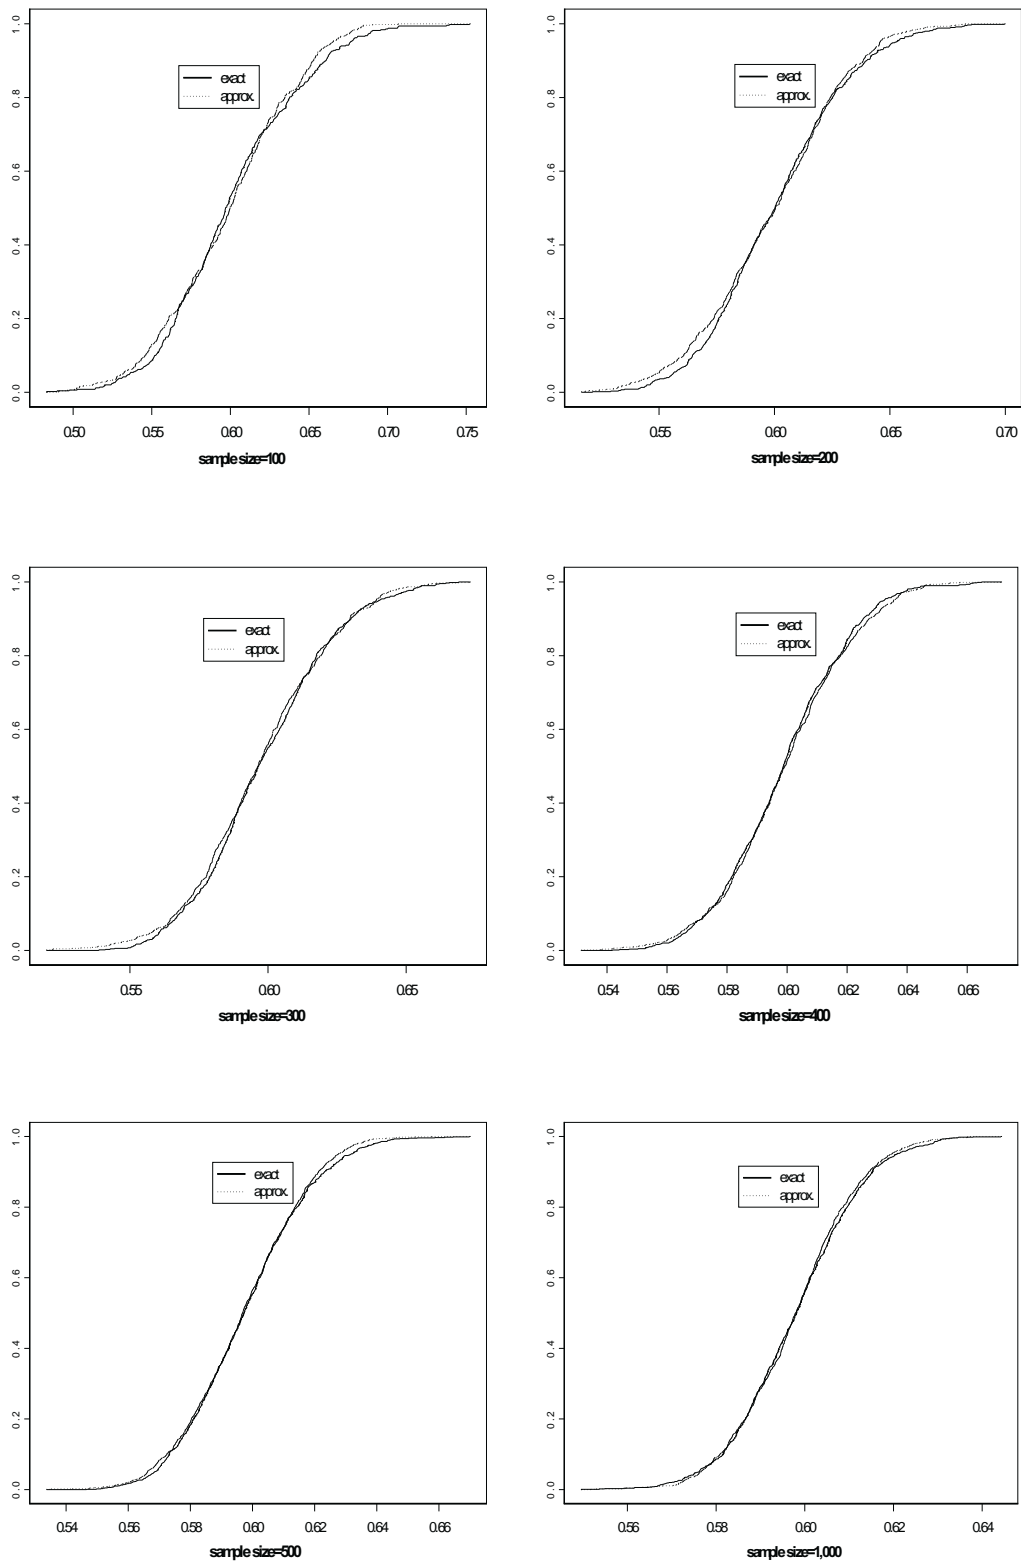 1.0
0.8
0.6
0.4
0.2
0.0
exact
approx.
0.50 0.55 0.60 0.65 0.70 0.75
sample size=100
1.0
0.8
0.6
0.4
0.2
0.0
exact
approx.
0.55 0.60 0.65 0.70
sample size=200
1.0
0.8
0.6
0.4
0.2
0.0
exact
approx.
0.55 0.60 0.65
sample size=300
1.0
0.8
0.6
0.4
0.2
0.0
exact
approx.
0.54 0.56 0.58 0.60 0.62 0.64 0.66
sample size=400
1.0
0.8
0.6
0.4
0.2
0.0
exact
approx.
0.54 0.56 0.58 0.60 0.62 0.64 0.66
sample size=500
1.0
0.8
0.6
0.4
0.2
0.0
exact
approx.
0.56 0.58 0.60 0.62 0.64
sample size=1,000